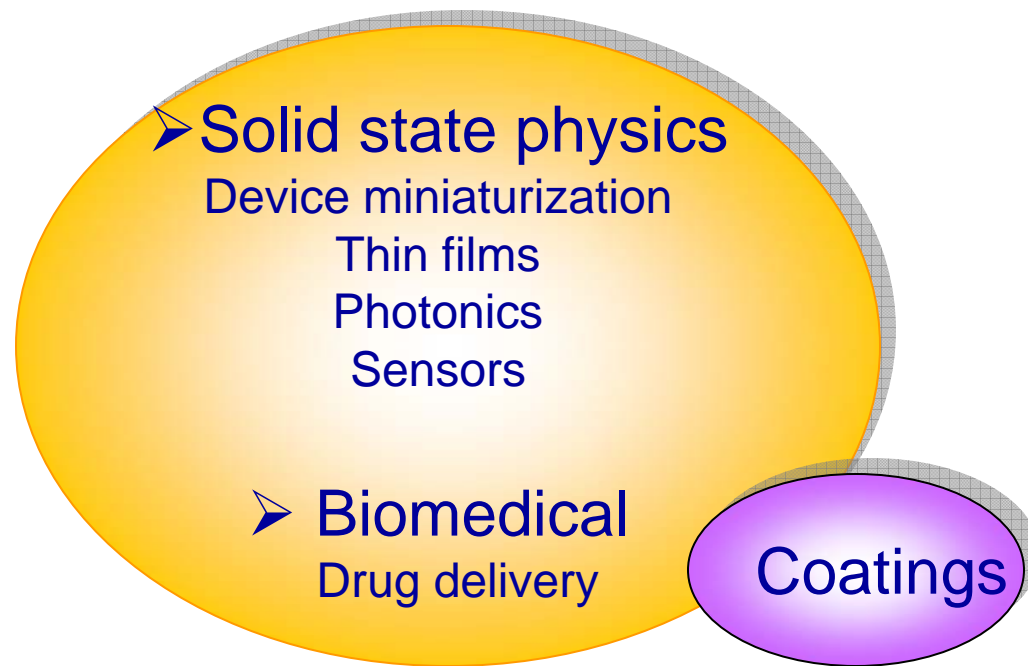 ➢Solid state physics
Device miniaturization
Thin films
Photonics
Sensors
➢ Biomedical
Drug delivery
Coatings